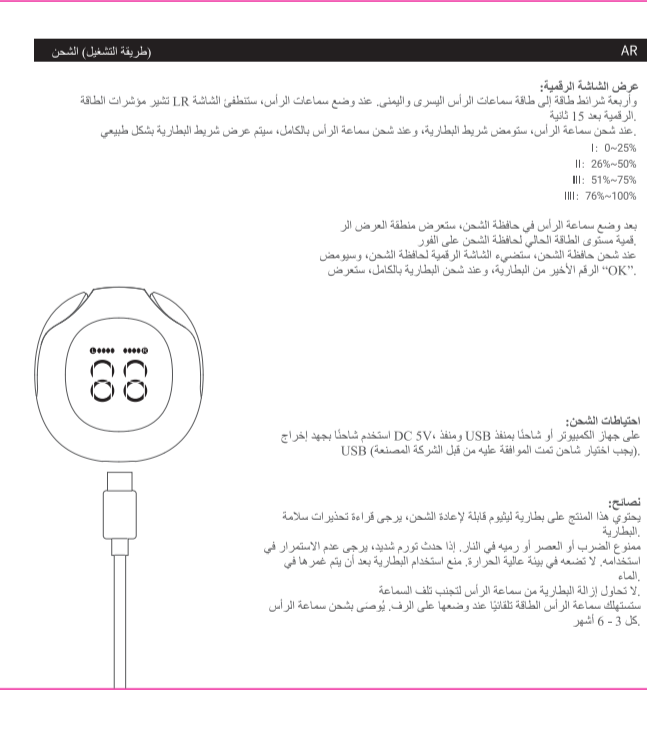 AR
(طريقة التشغيل) الشحن
عرض الشاشة الرقمية:
وأربعة شرائط طاقة إلى طاقة سماعات الرأس اليسرى واليمنى. عند وضع سماعات الرأس، ستنطفئ الشاشة LR تشير مؤشرات الطاقة
.الرقمية بعد 15 ثانية
.عند شحن سماعة الرأس، ستومض شريط البطارية، وعند شحن سماعة الرأس بالكامل، سيتم عرض شريط البطارية بشكل طبيعي
I: 0~25%
II: 26%~50%
III: 51%~75%
IIII: 76%~100%
بعد وضع سماعة الرأس في حافظة الشحن، ستعرض منطقة العرض الر
.قمية مستوى الطاقة الحالي لحافظة الشحن على الفور
عند شحن حافظة الشحن، ستضيء الشاشة الرقمية لحافظة الشحن، وسيومض
."OK" الرقم الأخير من البطارية، وعند شحن البطارية بالكامل، ستعرض
L R
88
احتياطات الشحن:
على جهاز الكمبيوتر أو شاحنًا بمنفذ USB ومنفذ ،DC 5V استخدم شاحنًا بجهد إخراج
.(يجب اختيار شاحن تمت الموافقة عليه من قبل الشركة المصنعة) USB
نصائح:
يحتوي هذا المنتج على بطارية ليثيوم قابلة لإعادة الشحن، يرجى قراءة تحذيرات سلامة
.البطارية
ممنوع الضرب أو العصر أو رميه في النار. إذا حدث تورم شديد، يرجى عدم الاستمرار في
استخدامه. لا تضعه في بيئة عالية الحرارة. منع استخدام البطارية بعد أن يتم غمرها في
.الماء
.لا تحاول إزالة البطارية من سماعة الرأس لتجنب تلف السماعة
ستستهلك سماعة الرأس الطاقة تلقائيًا عند وضعها على الرف. يُوصى بشحن سماعة الرأس
.كل 3 - 6 أشهر